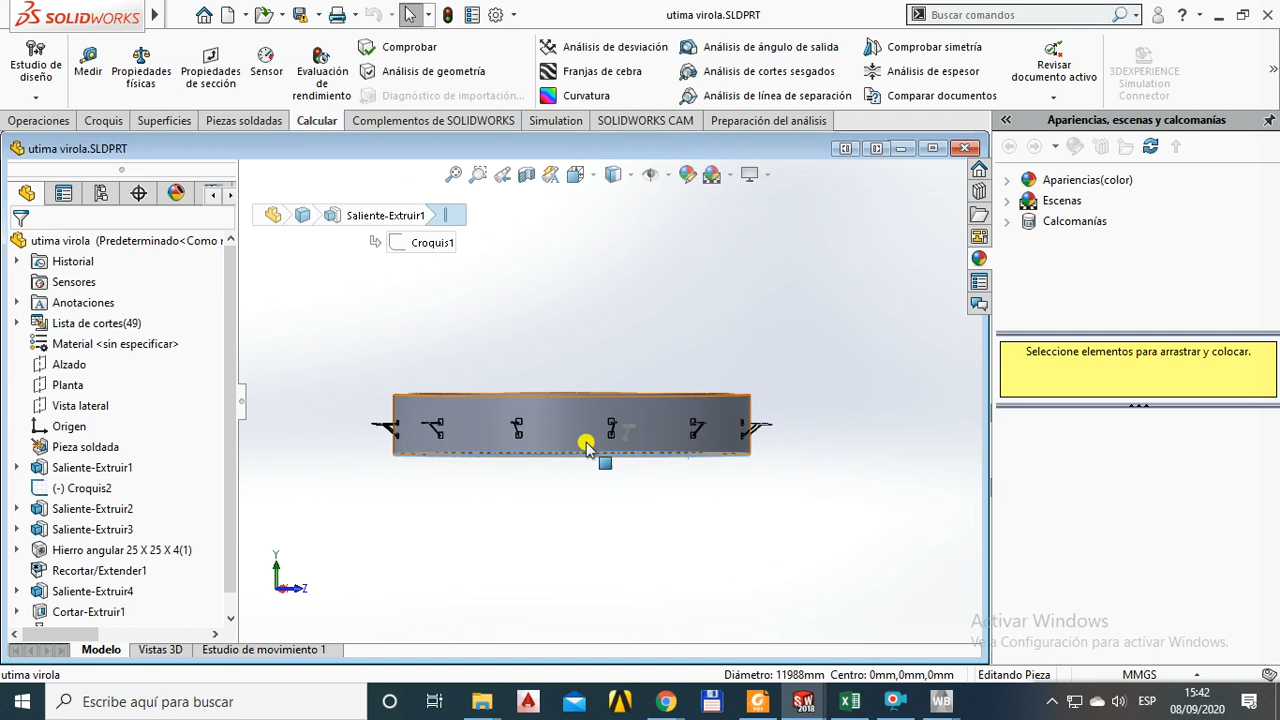 SOLIDWORKS
utima virola.SLDPRT
Buscar comandos
Estudio de diseño
Medir
Propiedades físicas
Propiedades de sección
Sensor
Evaluación de rendimiento
Comprobar
Análisis de geometría
Diagnóstico de importación...
Análisis de desviación
Franjas de cebra
Curvatura
Análisis de ángulo de salida
Análisis de cortes sesgados
Análisis de línea de separación
Comprobar simetría
Análisis de espesor
Comparar documentos
Revisar documento activo
3DEXPERIENCE Simulation Connector
Operaciones Croquis Superficies Piezas soldadas Calcular Complementos de SOLIDWORKS Simulation SOLIDWORKS CAM Preparación del análisis
Apariencias, escenas y calcomanías
utima virola.SLDPRT
Apariencias(color)
Escenas
Calcomanías
Seleccione elementos para arrastrar y colocar.
Saliente-Extruir1
Croquis1
utima virola (Predeterminado<Como r
Historial
Sensores
Anotaciones
Lista de cortes(49)
Material <sin especificar>
Alzado
Planta
Vista lateral
Origen
Pieza soldada
Saliente-Extruir1
(-) Croquis2
Saliente-Extruir2
Saliente-Extruir3
Hierro angular 25 X 25 X 4(1)
Recortar/Extender1
Saliente-Extruir4
Cortar-Extruir1
Y
Z
Activar Windows
Ve a Configuración para activar Windows.
Modelo Vistas 3D Estudio de movimiento 1
utima virola Diámetro: 11988mm Centro: 0mm,0mm,0mm Editando Pieza MMGS
Escribe aquí para buscar
SW 2018
WB
ESP
15:42
08/09/2020